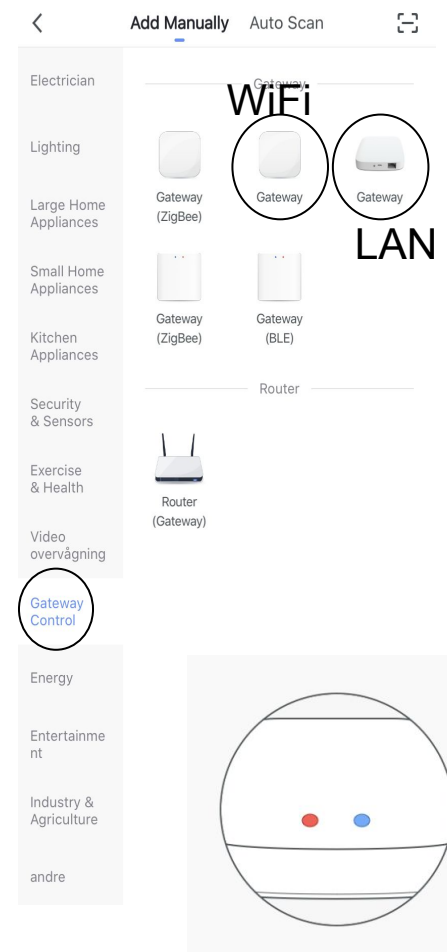 Add Manually
Auto Scan
Electrician
Lighting
Large Home
Appliances
Small Home
Appliances
Kitchen
Appliances
Security
& Sensors
Exercise
& Health
Video
overvågning
Gateway
Control
Energy
Entertainme
nt
Industry &
Agriculture
andre
Gateway
WiFi
Gateway
(ZigBee)
Gateway
Gateway
LAN
Gateway
(ZigBee)
Gateway
(BLE)
Router
Router
(Gateway)